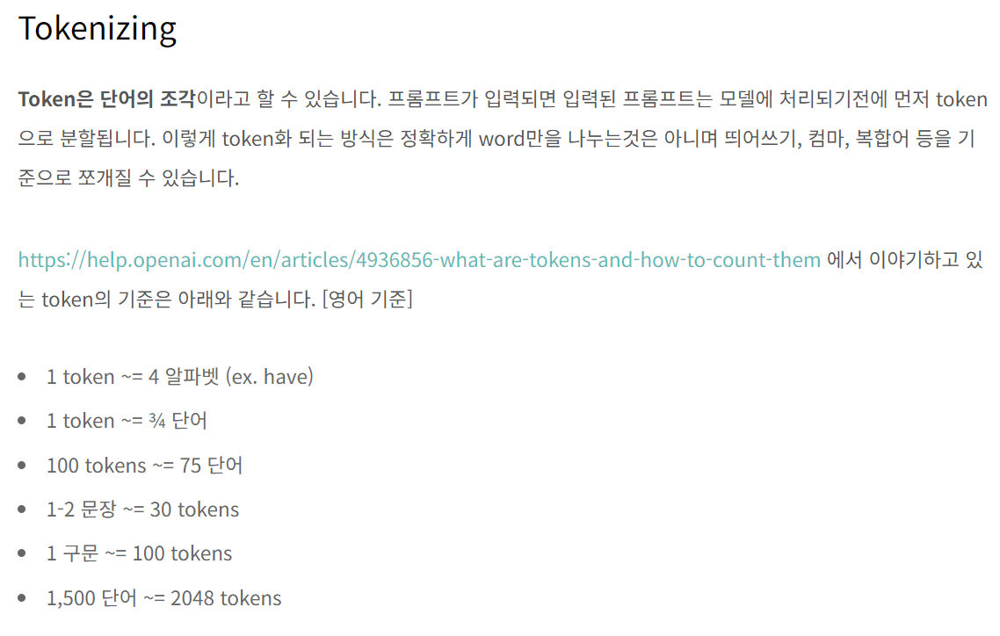 Tokenizing
Token은 단어의 조각이라고 할 수 있습니다. 프롬프트가 입력되면 입력된 프롬프트는 모델에 처리되기전에 먼저 token
으로 분할됩니다. 이렇게 token화 되는 방식은 정확하게 word만을 나누는것은 아니며 띄어쓰기, 컴마, 복합어 등을 기
준으로 쪼개질 수 있습니다.
https://help.openai.com/en/articles/4936856-what-are-tokens-and-how-to-count-them 에서 이야기하고 있
는 token의 기준은 아래와 같습니다. [영어 기준]
• 1 token ~= 4 알파벳 (ex. have)
• 1 token ~= ¾ 단어
• 100 tokens ~= 75 단어
• 1-2 문장 ~= 30 tokens
• 1 구문 ~= 100 tokens
• 1,500 단어 ~= 2048 tokens